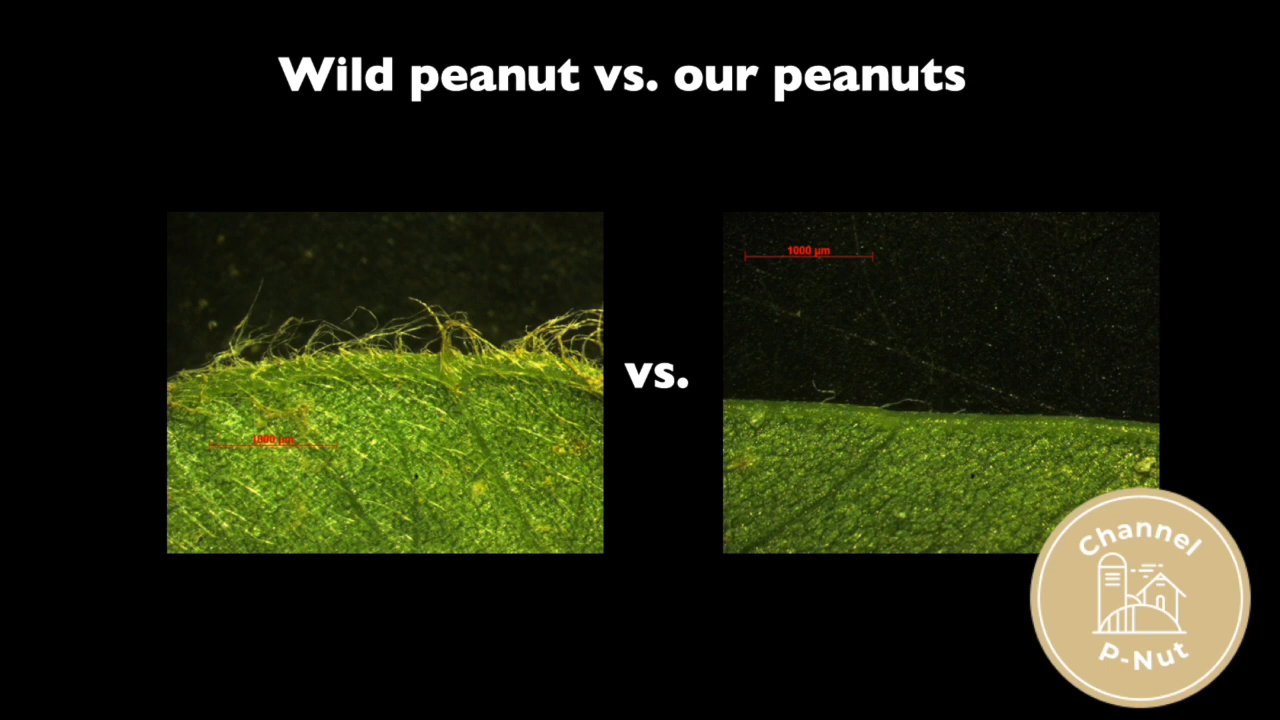 Wild peanut vs. our peanuts
1000 µm
vs.
1000 µm
Channel
P-Nut